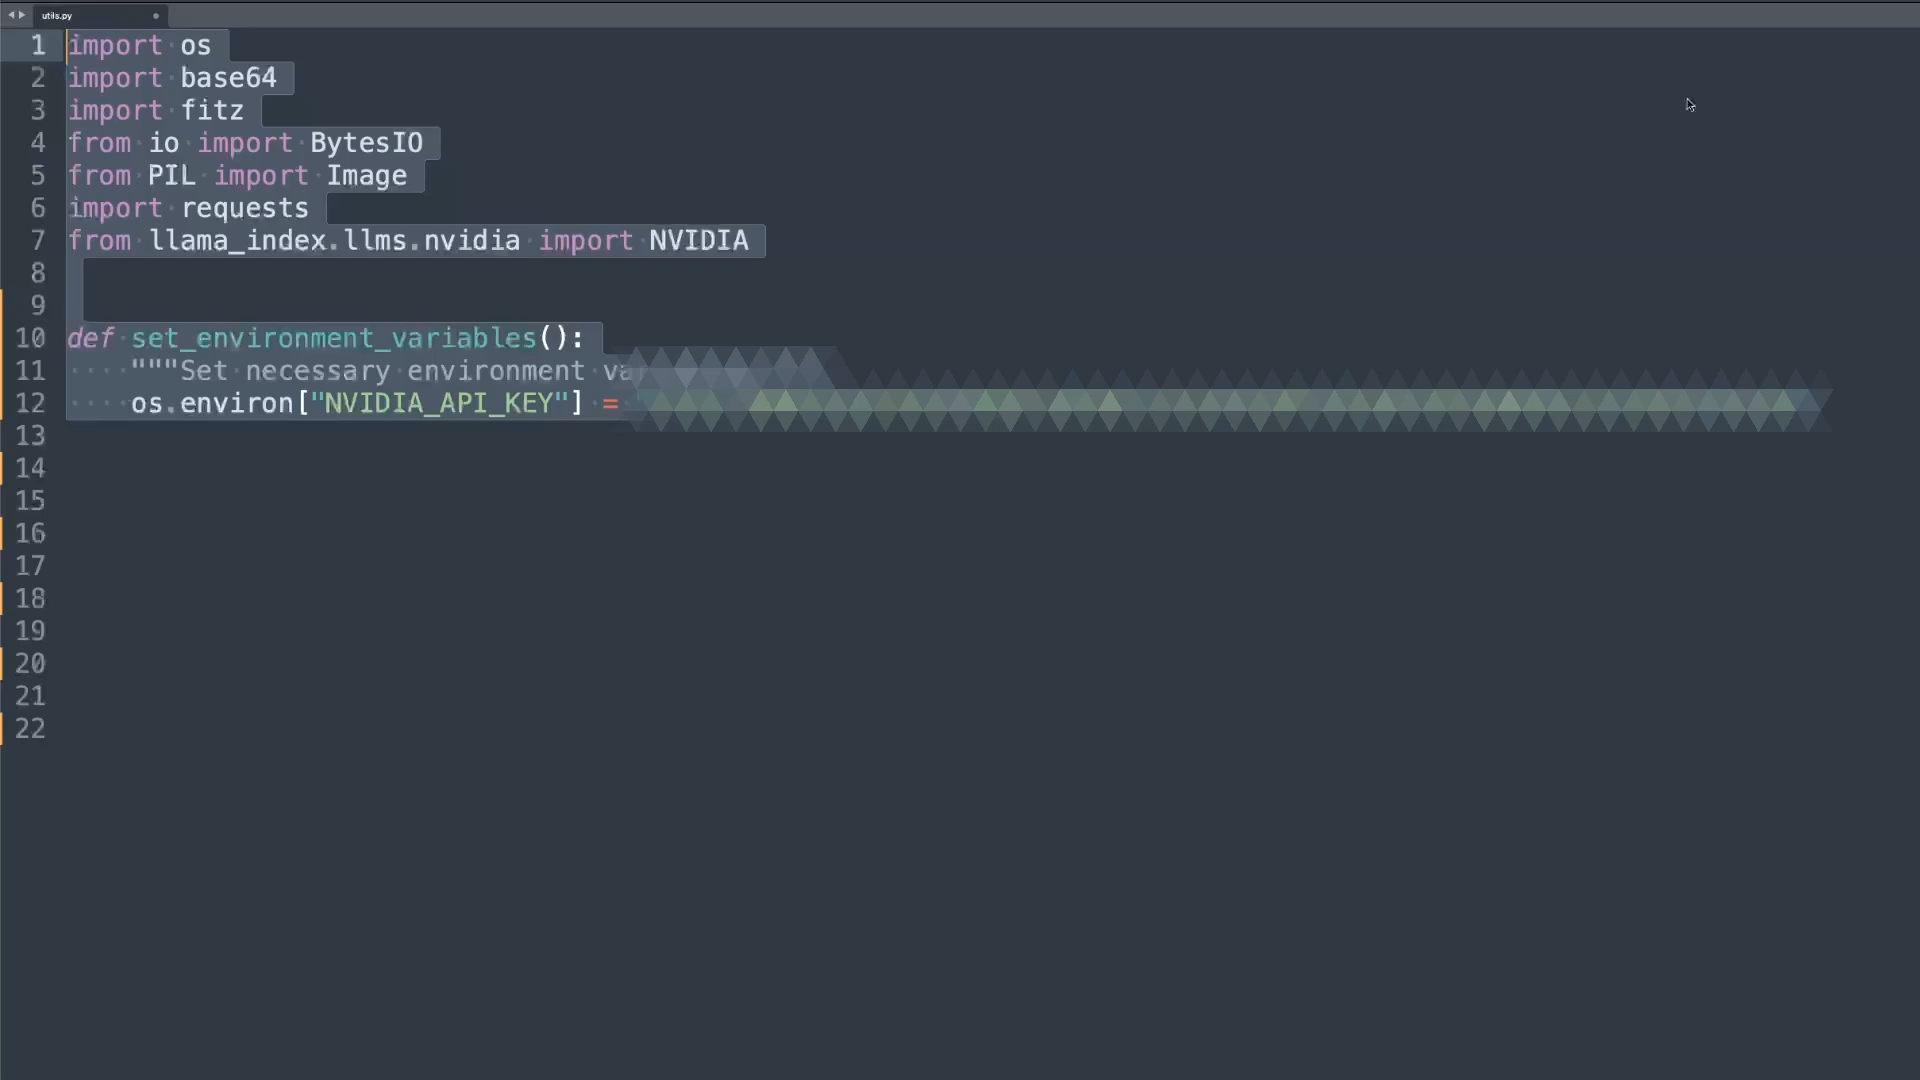 utils.py
1 import os
2 import base64
3 import fitz
4 from io import BytesIO
5 from PIL import Image
6 import requests
7 from llama_index.llms.nvidia import NVIDIA
8
9
10 def set_environment_variables():
11 """Set necessary environment
12 os.environ["NVIDIA_API_KEY"] =
13
14
15
16
17
18
19
20
21
22